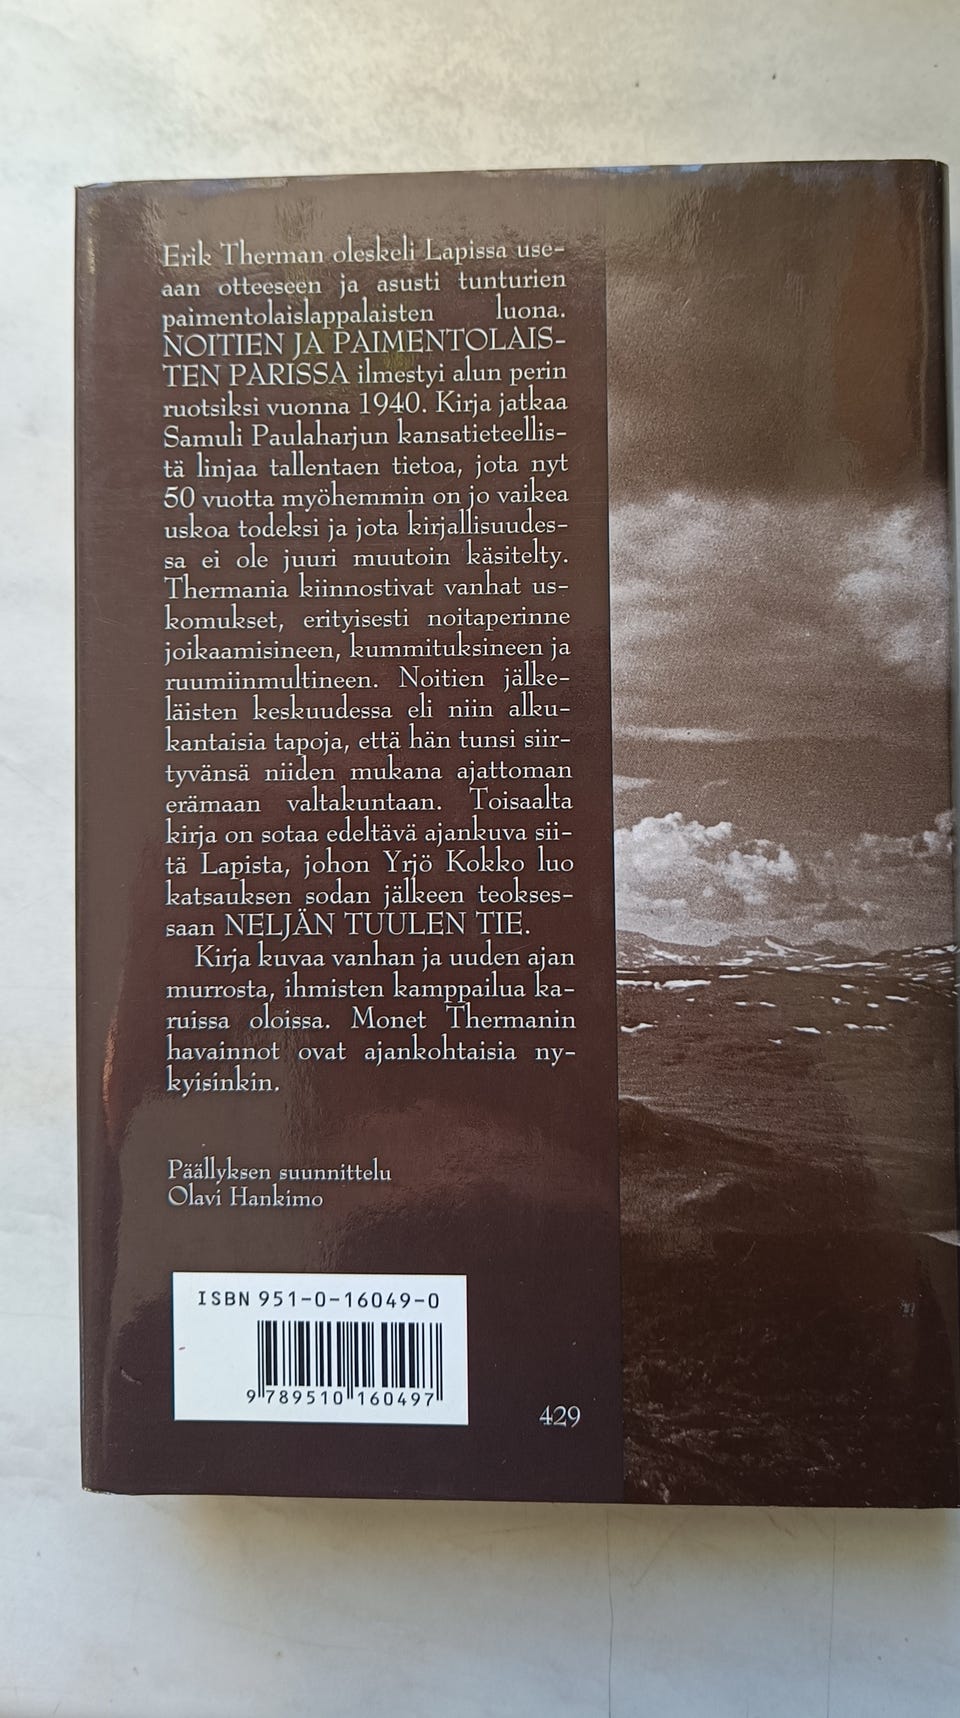 Erik Therman oleskeli Lapissa use-
aan otteeseen ja asusti tunturien
paimentolaislappalaisten luona.
NOITIEN JA PAIMENTOLAIS-
TEN PARISSA ilmestyi alun perin
ruotsiksi vuonna 1940. Kirja jatkaa
Samuli Paulaharjun kansatieteellis-
tä linjaa tallentaen tietoa, jota nyt
50 vuotta myöhemmin on jo vaikea
uskoa todeksi ja jota kirjallisuudes-
sa ei ole juuri muutoin käsitelty.
Thermania kiinnostivat vanhat us-
komukset, erityisesti noitaperinne
joikaamisineen, kummituksineen ja
ruumiinmultineen. Noitien jälke-
läisten keskuudessa eli niin alku-
kantaisia tapoja, että hän tunsi siir-
tyvänsä niiden mukana ajattoman
erämaan valtakuntaan. Toisaalta
kirja on sotaa edeltävä ajankuva sii-
tä Lapista, johon Yrjö Kokko luo
katsauksen sodan jälkeen teokses-
saan NELJÄN TUULEN TIE.
Kirja kuvaa vanhan ja uuden ajan
murrosta, ihmisten kamppailua ka-
ruissa oloissa. Monet Thermanin
havainnot ovat ajankohtaisia ny-
kyisinkin.
Päällyksen suunnittelu
Olavi Hankimo
ISBN 951-0-16049-0
9 789510 160497
429